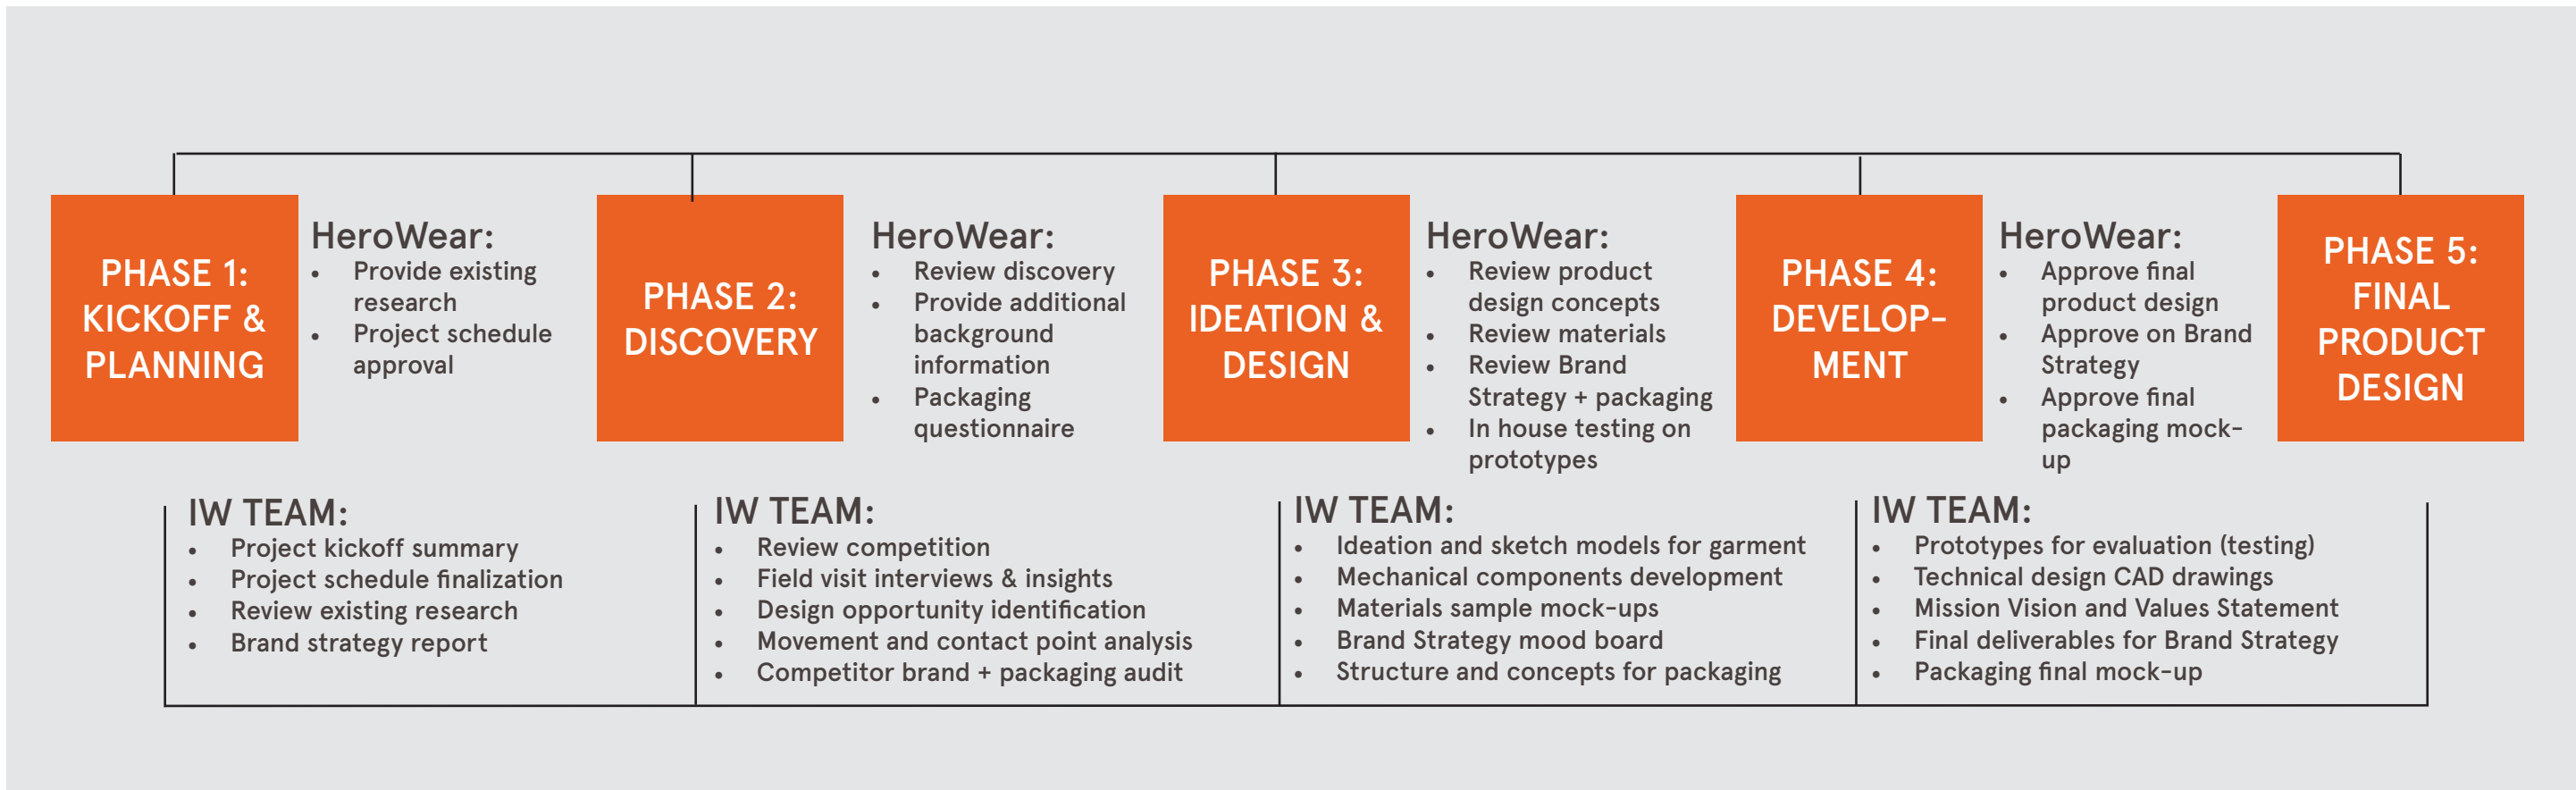 PHASE 1:
KICKOFF &
PLANNING
HeroWear:
• Provide existing
research
• Project schedule
approval
IW TEAM:
• Project kickoff summary
• Project schedule finalization
• Review existing research
• Brand strategy report
PHASE 2:
DISCOVERY
HeroWear:
• Review discovery
• Provide additional
background
information
• Packaging
questionnaire
IW TEAM:
• Review competition
• Field visit interviews & insights
• Design opportunity identification
• Movement and contact point analysis
• Competitor brand + packaging audit
PHASE 3:
IDEATION &
DESIGN
HeroWear:
• Review product
design concepts
• Review materials
• Review Brand
Strategy + packaging
• In house testing on
prototypes
IW TEAM:
• Ideation and sketch models for garment
• Mechanical components development
• Materials sample mock-ups
• Brand Strategy mood board
• Structure and concepts for packaging
PHASE 4:
DEVELOP-
MENT
HeroWear:
• Approve final
product design
• Approve on Brand
Strategy
• Approve final
packaging mock-
up
IW TEAM:
• Prototypes for evaluation (testing)
• Technical design CAD drawings
• Mission Vision and Values Statement
• Final deliverables for Brand Strategy
• Packaging final mock-up
PHASE 5:
FINAL
PRODUCT
DESIGN